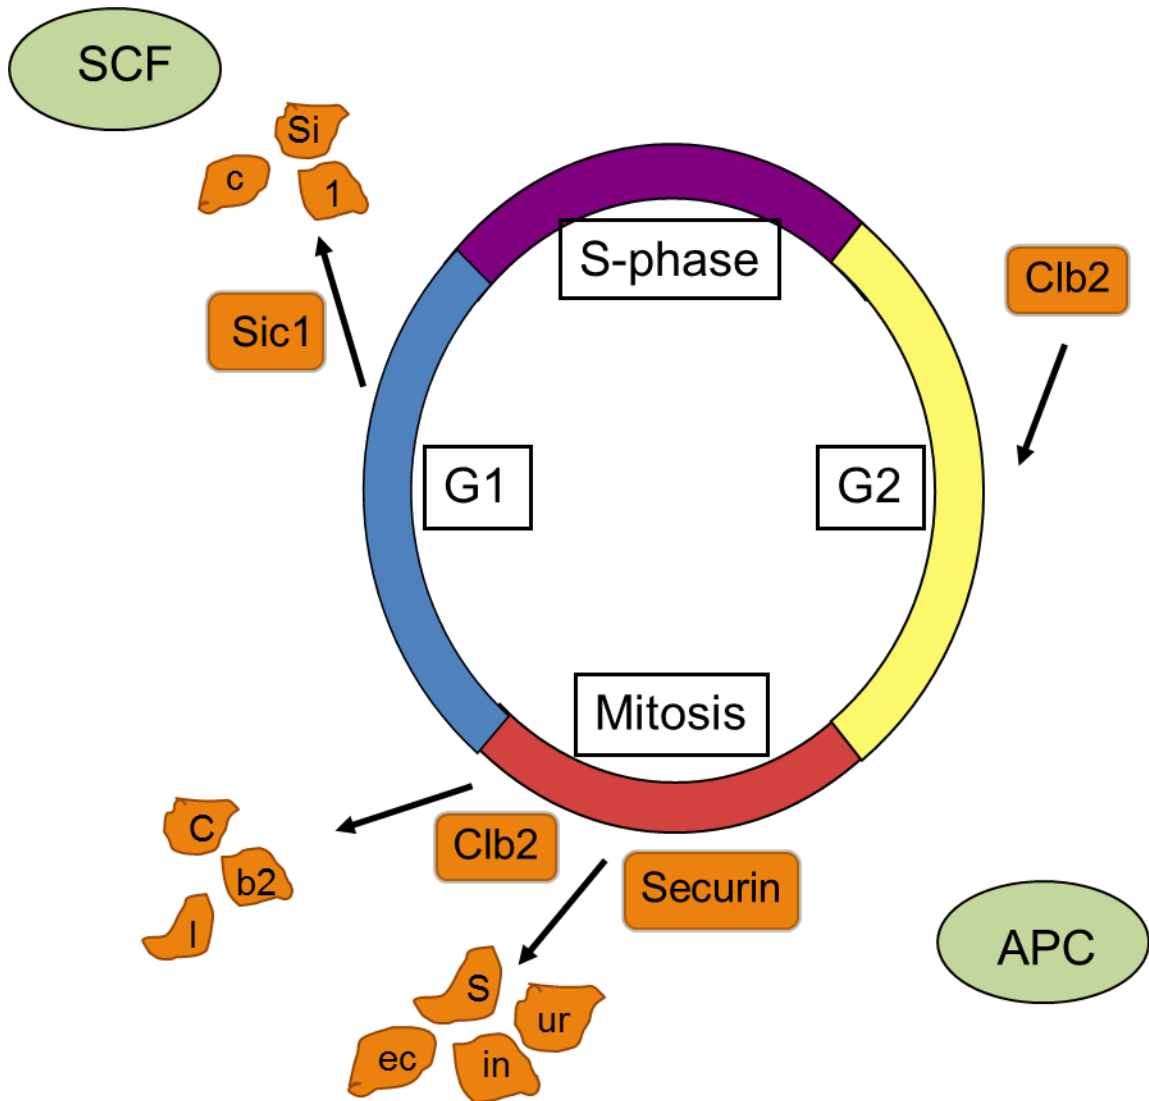 SCF
Si
c
1
S-phase
Clb2
Sic1
G1
G2
Mitosis
C
Clb2
b2
Securin
l
APC
S
ur
ec
in